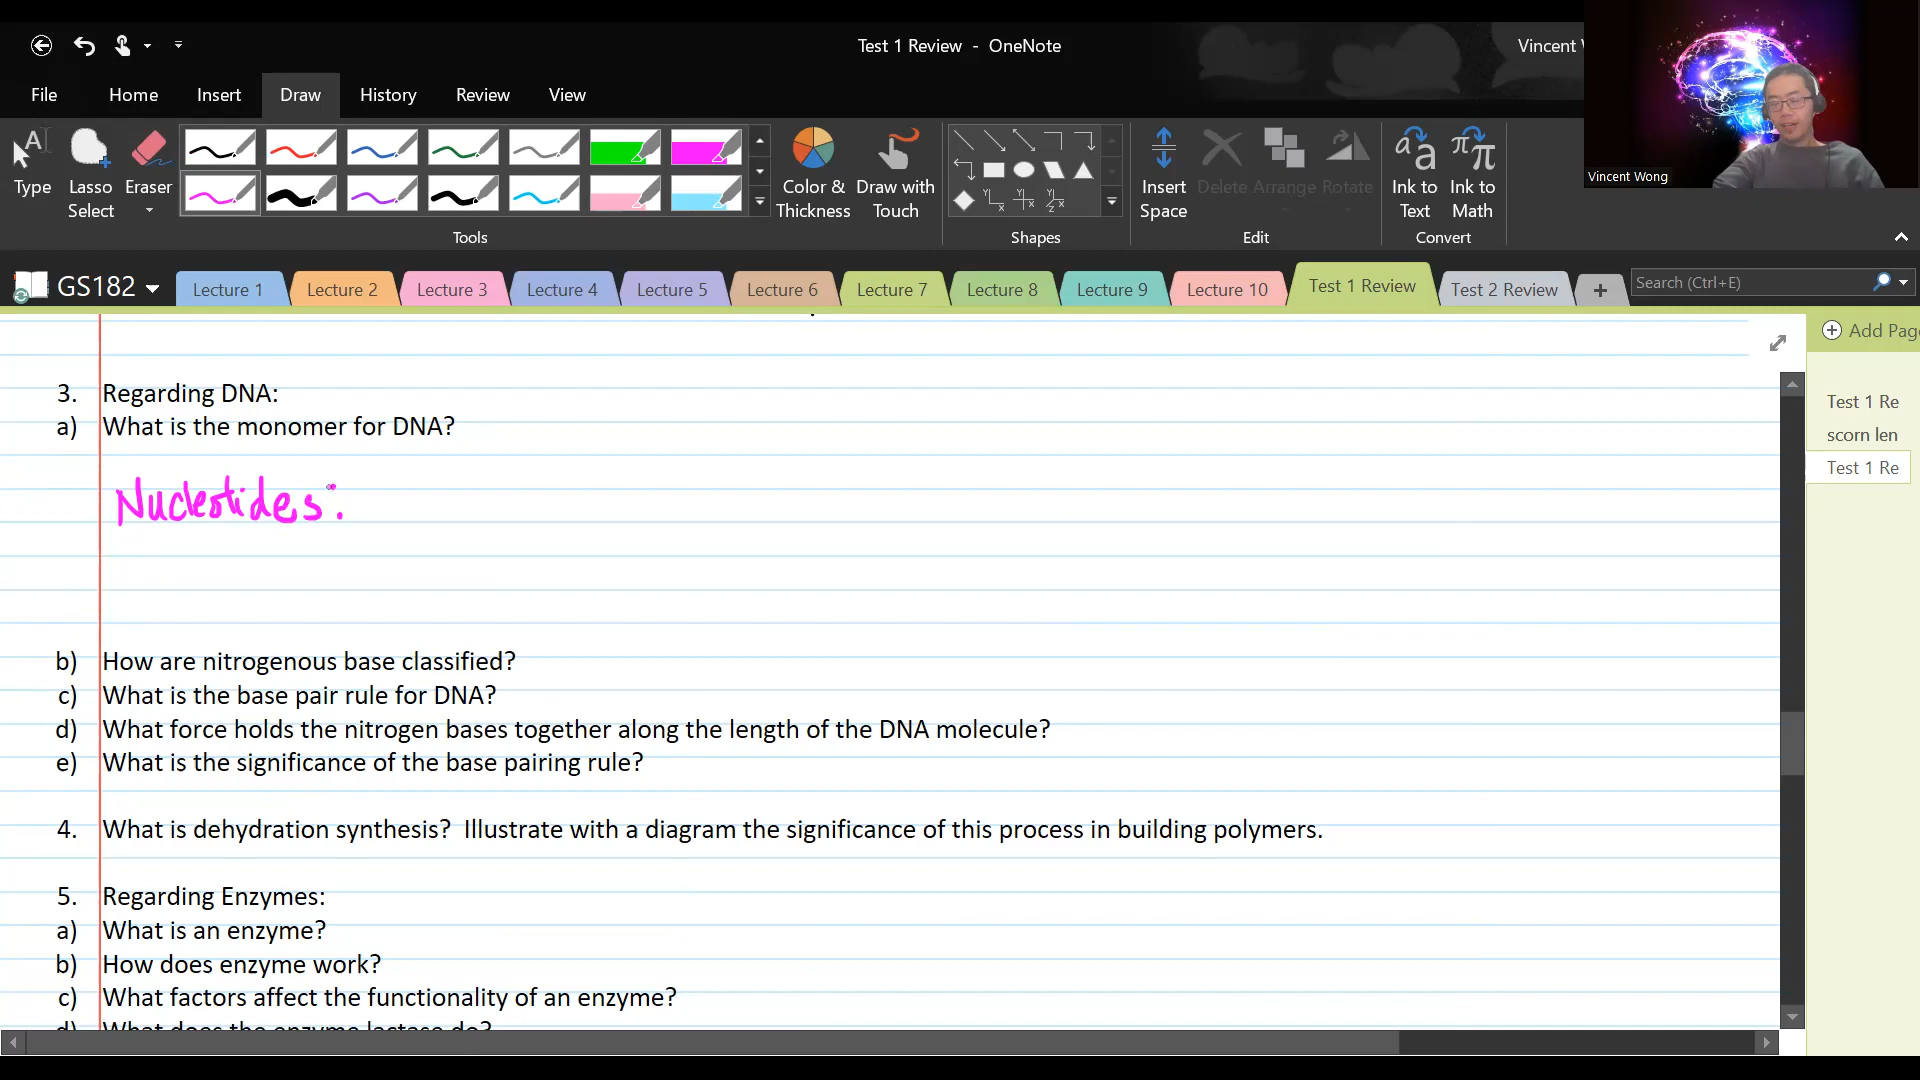 Test 1 Review - OneNote
Vincent W
File Home Insert Draw History Review View
Type
Lasso Select
Eraser
Color & Thickness
Draw with Touch
Insert Space
Delete
Arrange
Rotate
Ink to Text
Ink to Math
Tools
Shapes
Edit
Convert
Vincent Wong
GS182
Lecture 1 Lecture 2 Lecture 3 Lecture 4 Lecture 5 Lecture 6 Lecture 7 Lecture 8 Lecture 9 Lecture 10 Test 1 Review Test 2 Review
Search (Ctrl+E)
Add Pag
Test 1 Re
scorn len
Test 1 Re
3. Regarding DNA:
a) What is the monomer for DNA?
Nucleotides:
b) How are nitrogenous base classified?
c) What is the base pair rule for DNA?
d) What force holds the nitrogen bases together along the length of the DNA molecule?
e) What is the significance of the base pairing rule?
4. What is dehydration synthesis? Illustrate with a diagram the significance of this process in building polymers.
5. Regarding Enzymes:
a) What is an enzyme?
b) How does enzyme work?
c) What factors affect the functionality of an enzyme?
d) What does the enzyme lactase do?